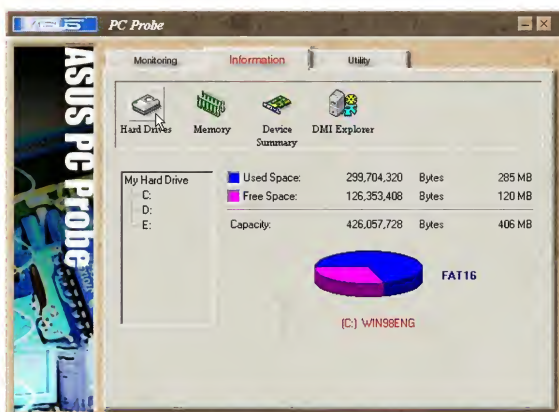 ASUS PC Probe
ASUS PC Probe
Monitoring Information Utility
Hard Drives Memory Device Summary DMI Explorer
My Hard Drive
C:
D:
E:
Used Space: 299,704,320 Bytes 285 MB
Free Space: 126,353,408 Bytes 120 MB
Capacity: 426,057,728 Bytes 406 MB
FAT16
(C:) WIN98ENG